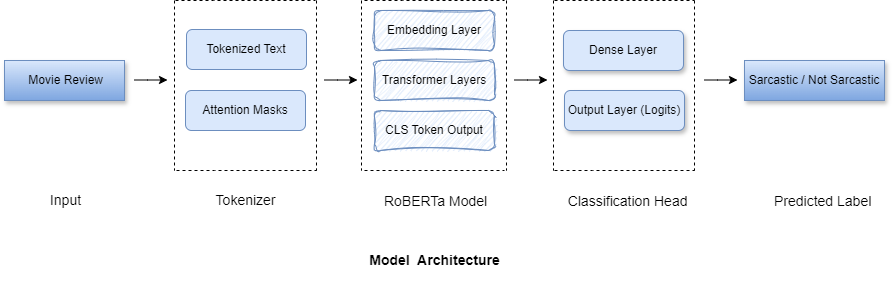 Movie Review
Tokenized Text
Attention Masks
Embedding Layer
Transformer Layers
CLS Token Output
Dense Layer
Output Layer (Logits)
Sarcastic / Not Sarcastic
Input
Tokenizer
RoBERTa Model
Classification Head
Predicted Label
Model Architecture